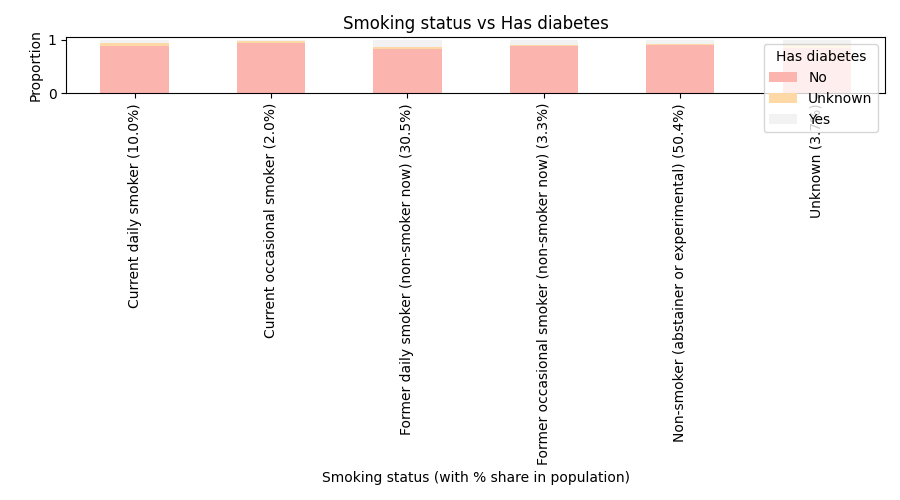 Smoking status vs Has diabetes
Proportion
1
0
Has diabetes
No
Unknown
Yes
Current daily smoker (10.0%)
Current occasional smoker (2.0%)
Former daily smoker (non-smoker now) (30.5%)
Former occasional smoker (non-smoker now) (3.3%)
Non-smoker (abstainer or experimental) (50.4%)
Unknown
Smoking status (with % share in population)